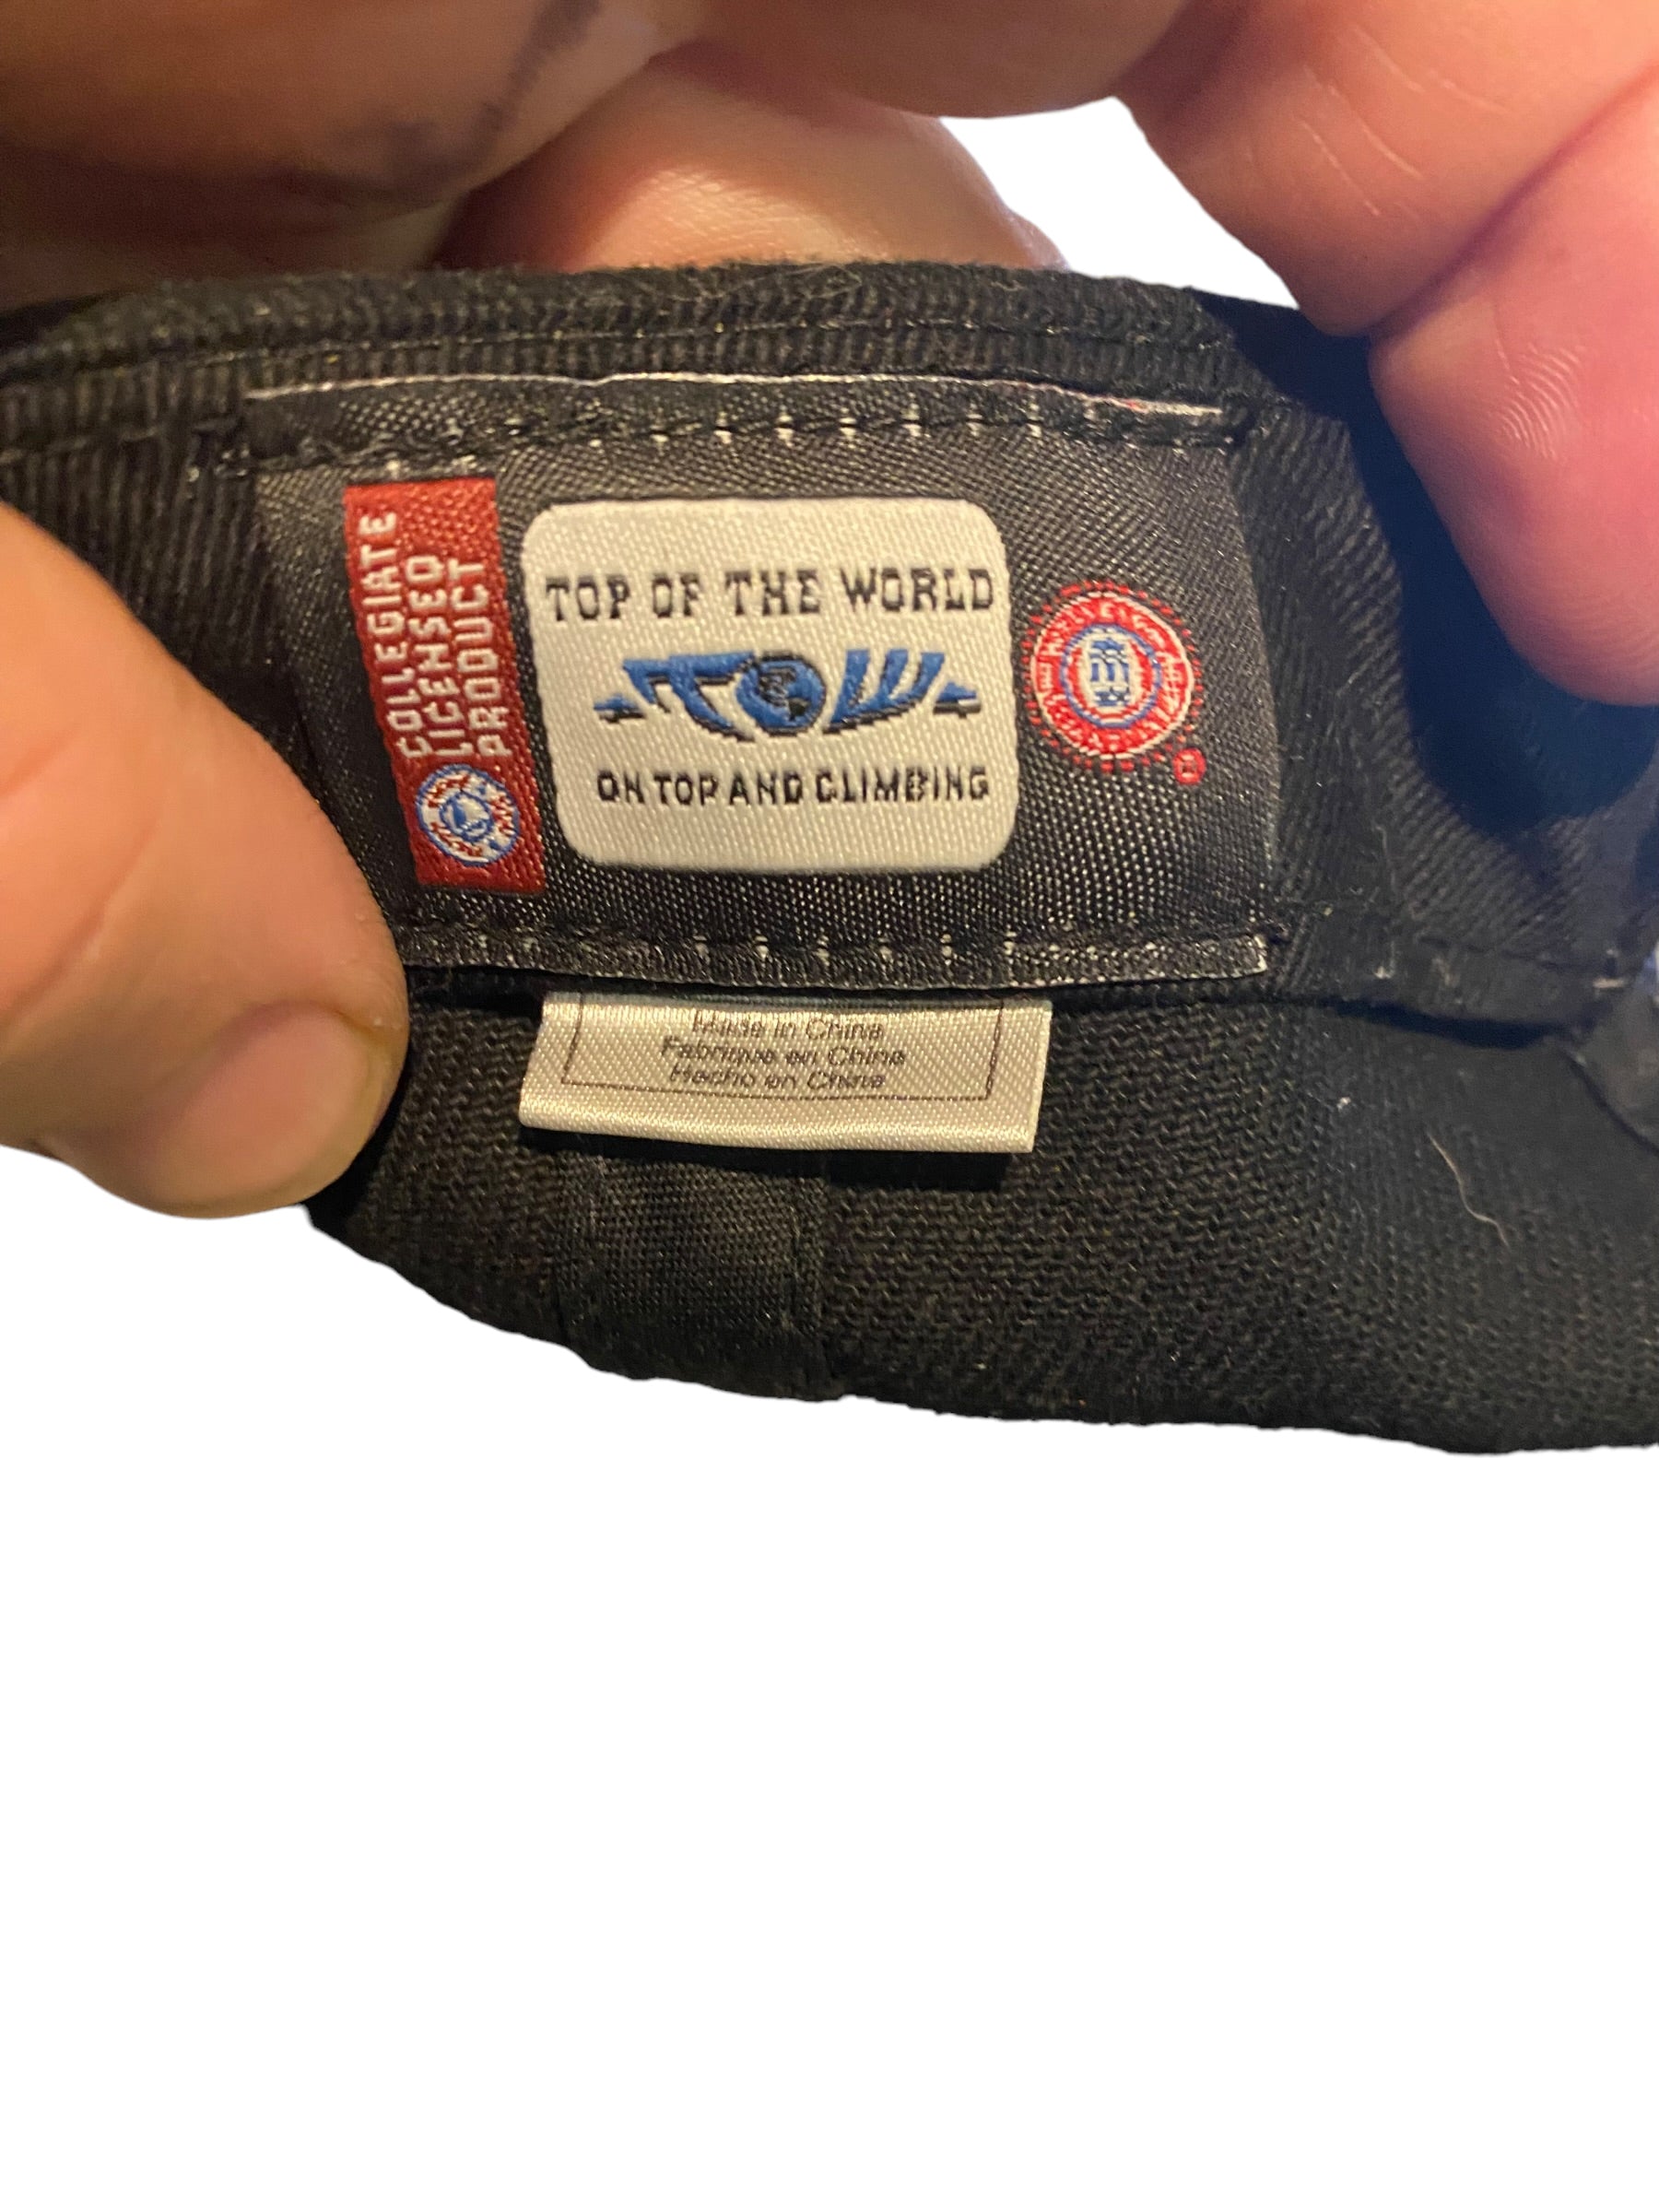 COLLEGIATE
LICENSED
PRODUCT
TOP OF THE WORLD
TOW
ON TOP AND CLIMBING
Made in China
Fabrique en Chine
Hecho en China